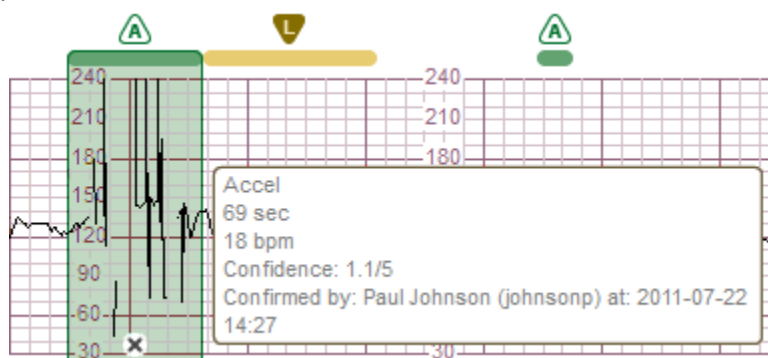 A L A
240 240
210 210
180 180
150
120
90
60
30 30
Accel
69 sec
18 bpm
Confidence: 1.1/5
Confirmed by: Paul Johnson (johnsonp) at: 2011-07-22
14:27